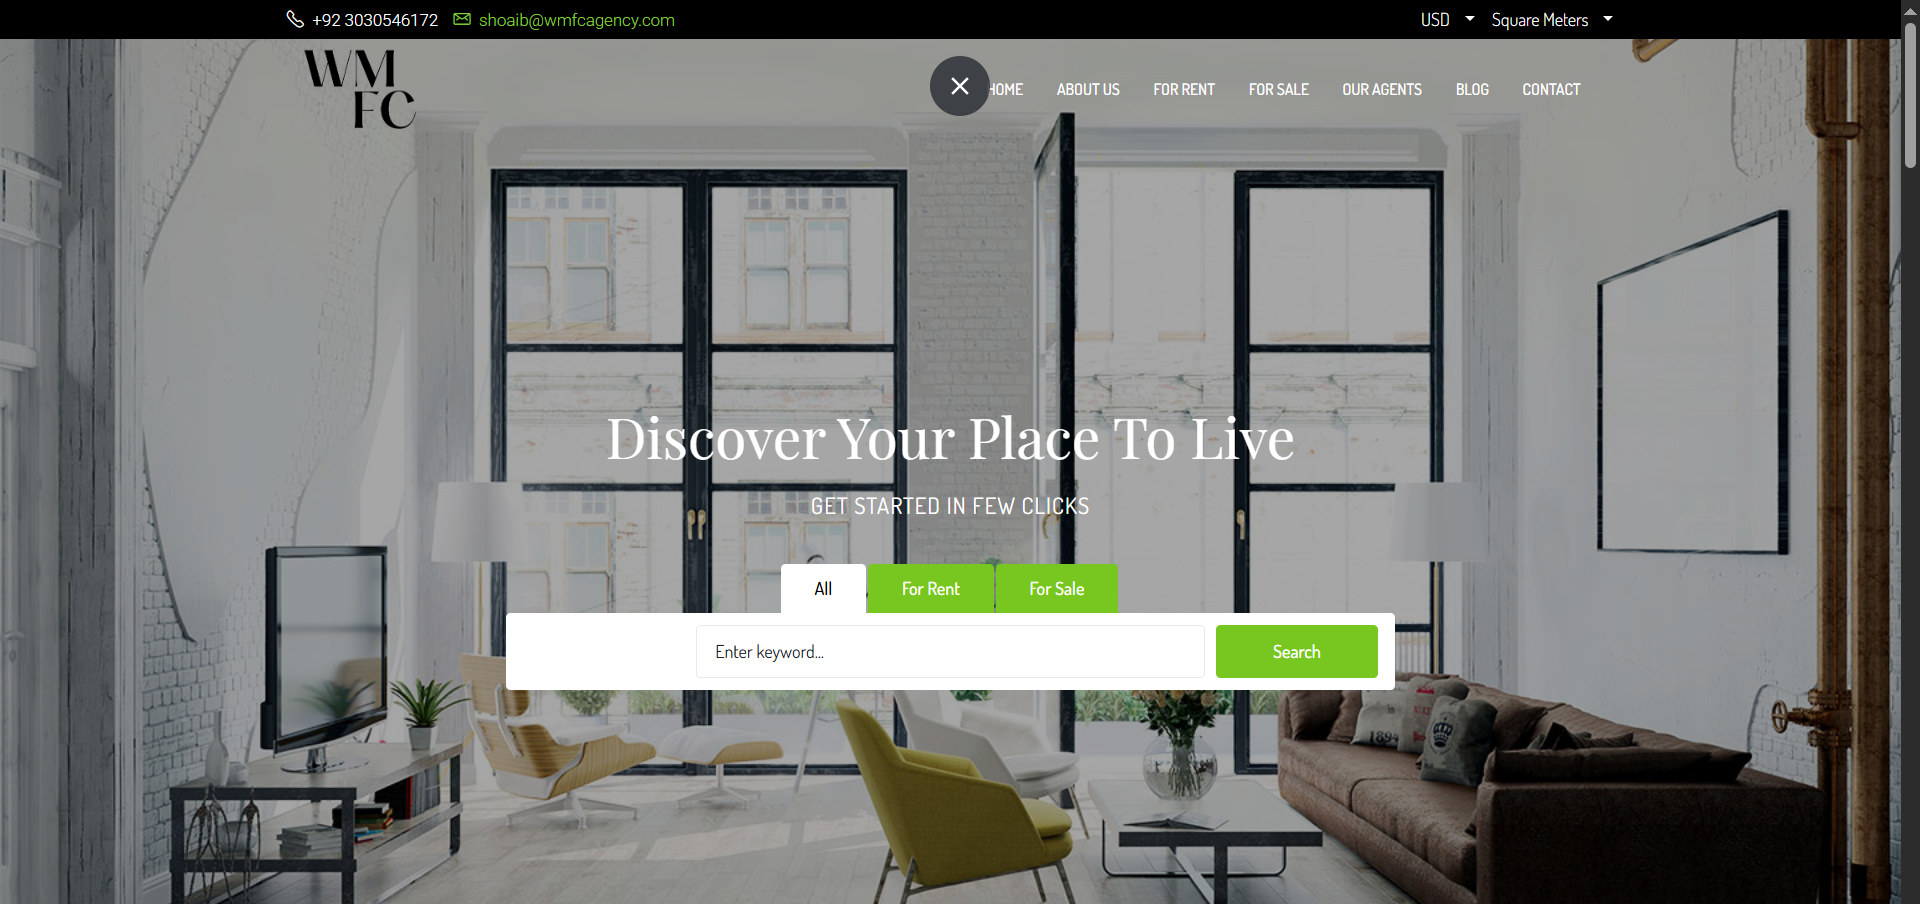 +92 3030546172 shoaib@wmfcagency.com USD Square Meters
WM
FC
HOME ABOUT US FOR RENT FOR SALE OUR AGENTS BLOG CONTACT
Discover Your Place To Live
GET STARTED IN FEW CLICKS
All For Rent For Sale
Enter keyword... Search
1894